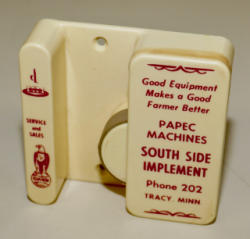 SERVICE
and
SALES
Good Equipment
Makes a Good
Farmer Better
PAPEC
MACHINES
SOUTH SIDE
IMPLEMENT
Phone 202
TRACY MINN